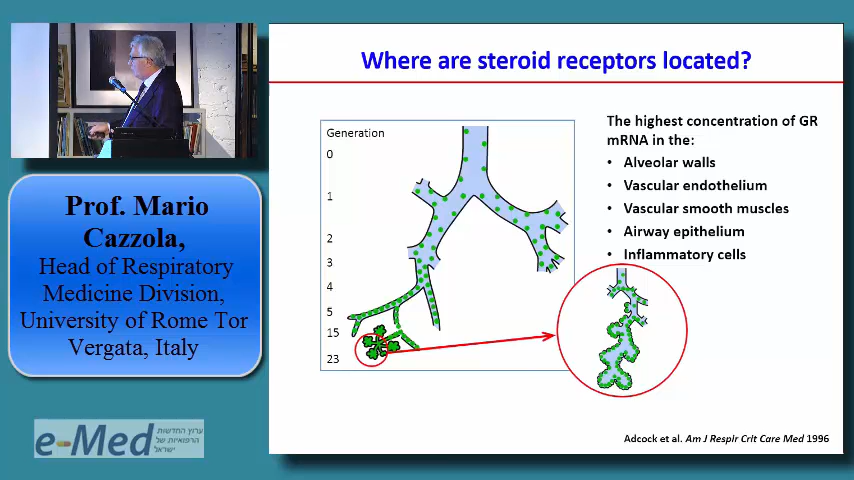 Where are steroid receptors located?
Generation
0
1
2
3
4
5
15
23
The highest concentration of GR
mRNA in the:
• Alveolar walls
• Vascular endothelium
• Vascular smooth muscles
• Airway epithelium
• Inflammatory cells
Adcock et al. Am J Respir Crit Care Med 1996
Prof. Mario
Cazzola,
Head of Respiratory
Medicine Division,
University of Rome Tor
Vergata, Italy
e-Med
ערוץ החדשות
הרפואיות של
ישראל